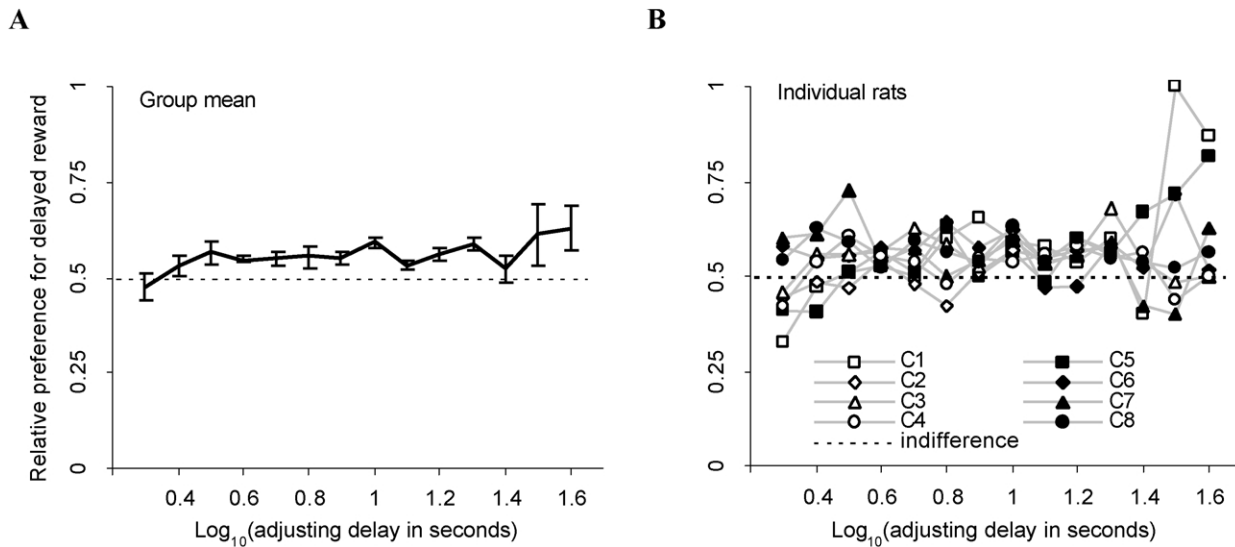 A
Group mean
Relative preference for delayed reward
1
0.75
0.5
0.25
0
0.4 0.6 0.8 1 1.2 1.4 1.6
Log10(adjusting delay in seconds)
B
Individual rats
1
0.75
0.5
0.25
0
C1 C5
C2 C6
C3 C7
C4 C8
indifference
0.4 0.6 0.8 1 1.2 1.4 1.6
Log10(adjusting delay in seconds)